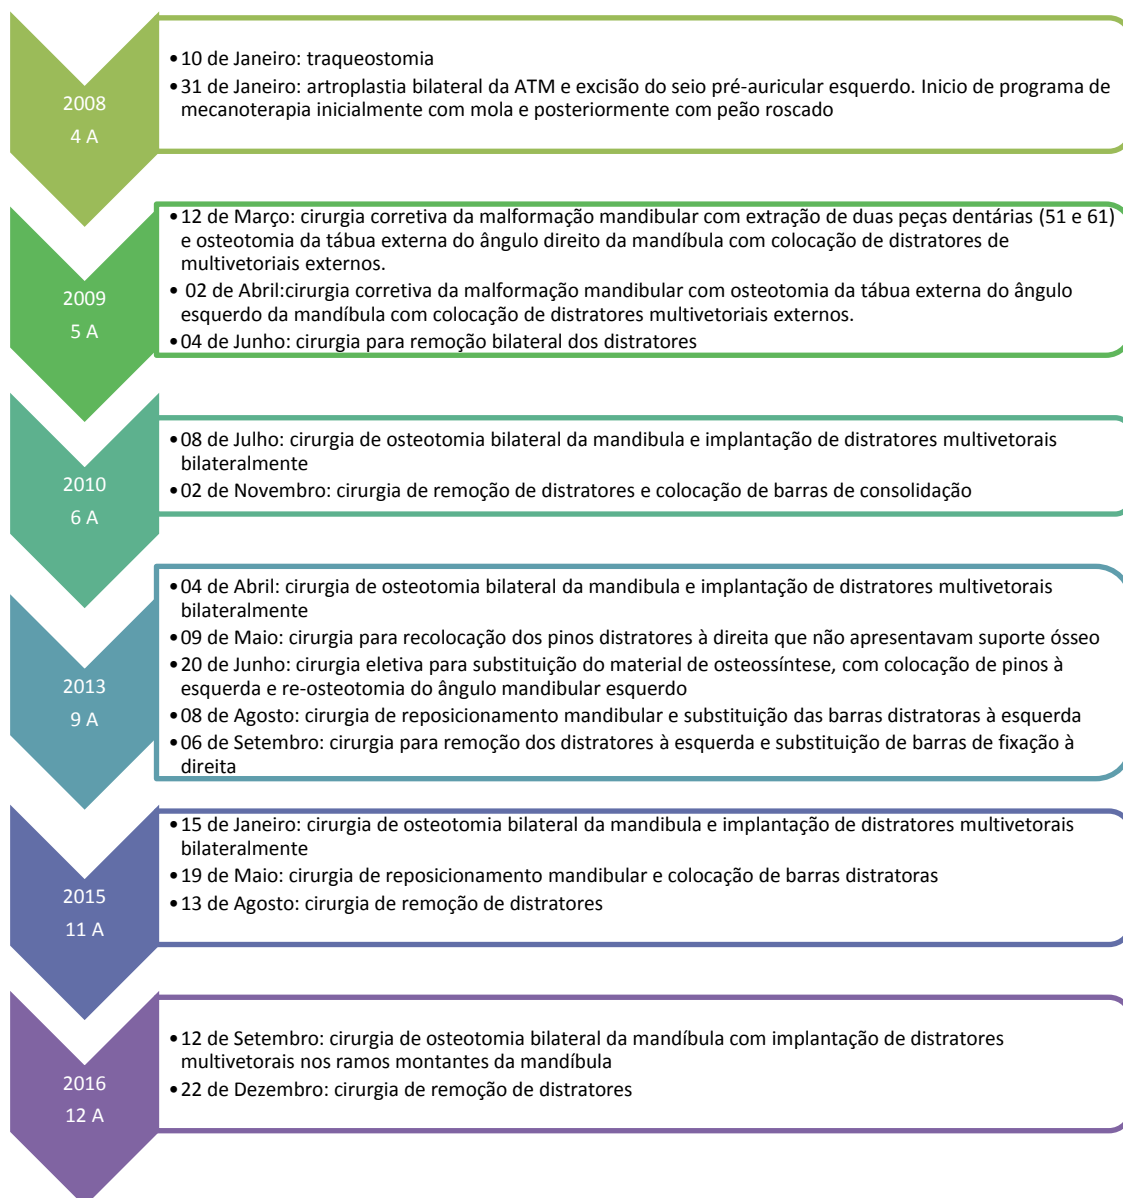 2008
4 A
•10 de Janeiro: traqueostomia
•31 de Janeiro: artroplastia bilateral da ATM e excisão do seio pré-auricular esquerdo. Inicio de programa de
mecanoterapia inicialmente com mola e posteriormente com peão roscado
2009
5 A
•12 de Março: cirurgia corretiva da malformação mandibular com extração de duas peças dentárias (51 e 61)
e osteotomia da tábua externa do ângulo direito da mandíbula com colocação de distratores de
multivetoriais externos.
• 02 de Abril:cirurgia corretiva da malformação mandibular com osteotomia da tábua externa do ângulo
esquerdo da mandíbula com colocação de distratores multivetoriais externos.
•04 de Junho: cirurgia para remoção bilateral dos distratores
2010
6 A
•08 de Julho: cirurgia de osteotomia bilateral da mandibula e implantação de distratores multivetorais
bilateralmente
•02 de Novembro: cirurgia de remoção de distratores e colocação de barras de consolidação
2013
9 A
•04 de Abril: cirurgia de osteotomia bilateral da mandibula e implantação de distratores multivetorais
bilateralmente
•09 de Maio: cirurgia para recolocação dos pinos distratores à direita que não apresentavam suporte ósseo
•20 de Junho: cirurgia eletiva para substituição do material de osteossíntese, com colocação de pinos à
esquerda e re-osteotomia do ângulo mandibular esquerdo
•08 de Agosto: cirurgia de reposicionamento mandibular e substituição das barras distratoras à esquerda
•06 de Setembro: cirurgia para remoção dos distratores à esquerda e substituição de barras de fixação à
direita
2015
11 A
•15 de Janeiro: cirurgia de osteotomia bilateral da mandibula e implantação de distratores multivetorais
bilateralmente
•19 de Maio: cirurgia de reposicionamento mandibular e colocação de barras distratoras
•13 de Agosto: cirurgia de remoção de distratores
2016
12 A
•12 de Setembro: cirurgia de osteotomia bilateral da mandíbula com implantação de distratores
multivetorais nos ramos montantes da mandíbula
•22 de Dezembro: cirurgia de remoção de distratores